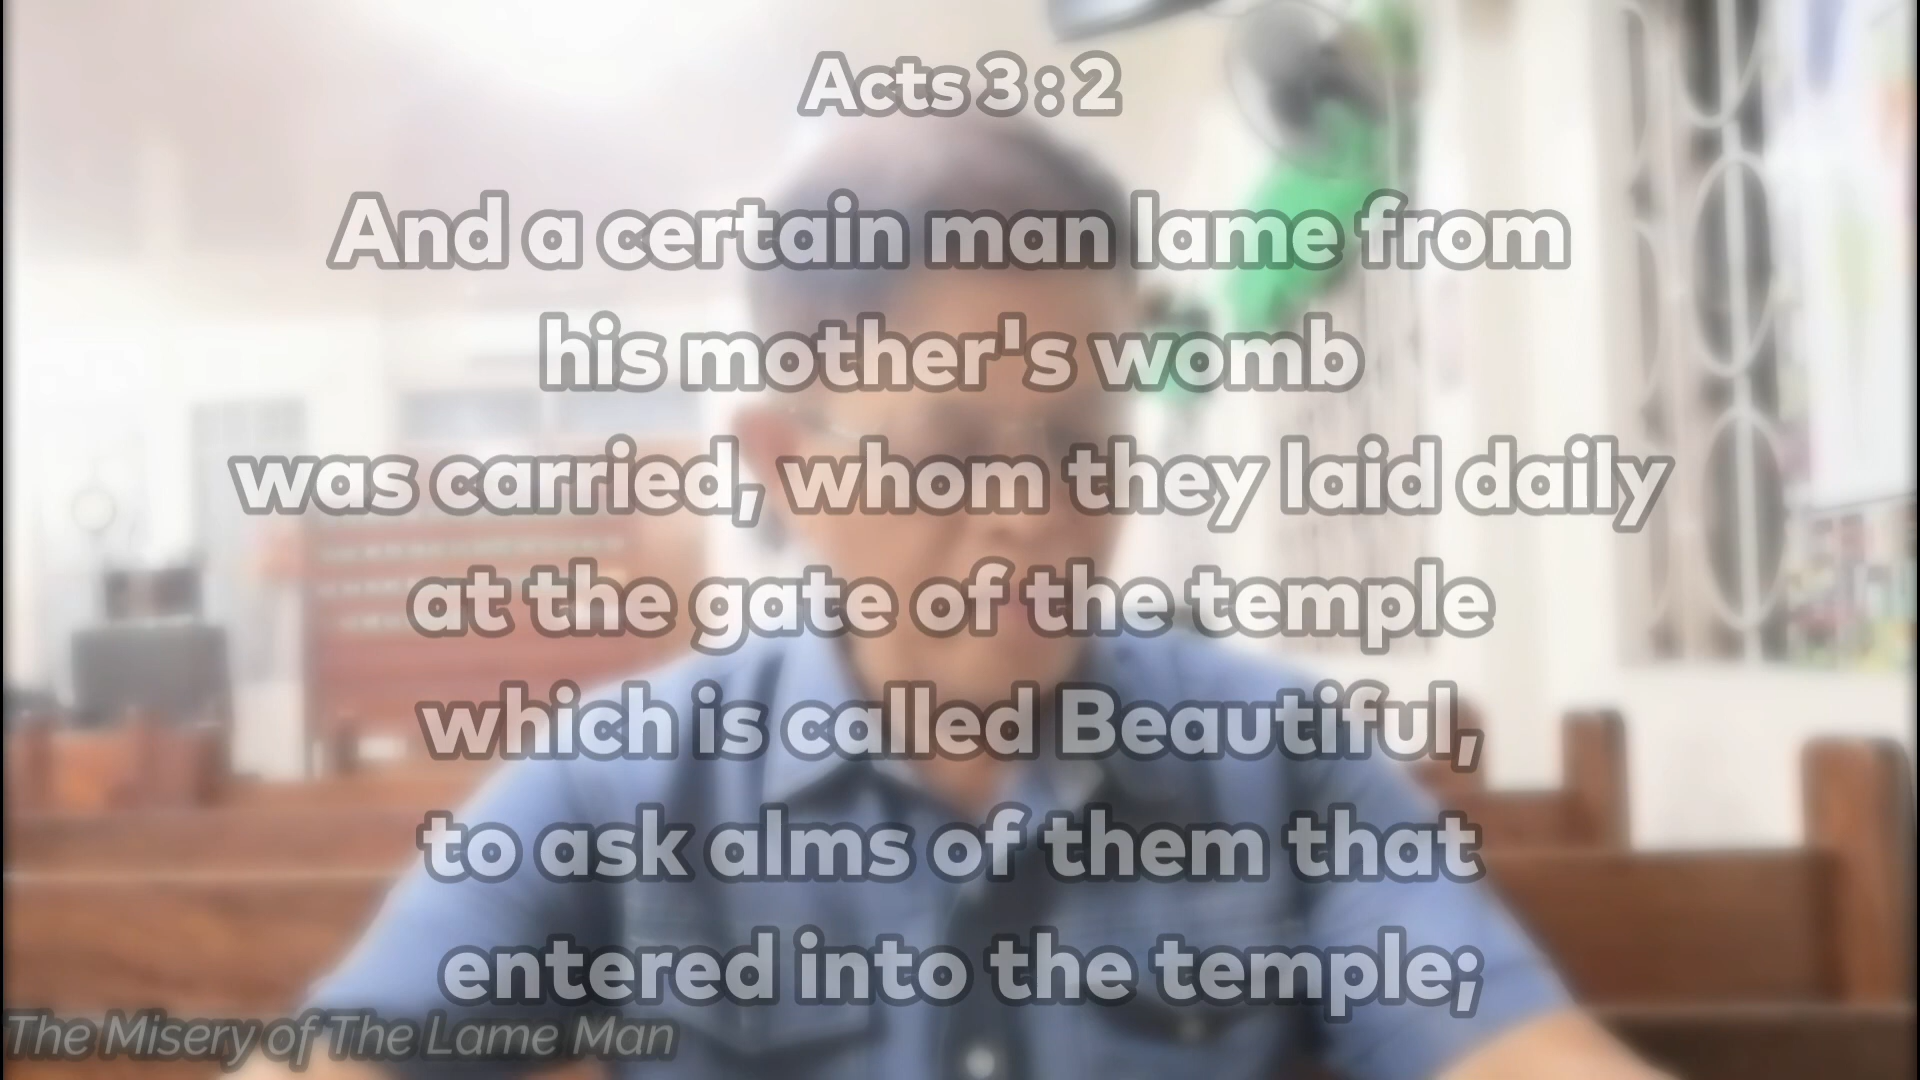 Acts 3:2
And a certain man lame from
his mother's womb
was carried, whom they laid daily
at the gate of the temple
which is called Beautiful,
to ask alms of them that
entered into the temple;
The Misery of The Lame Man